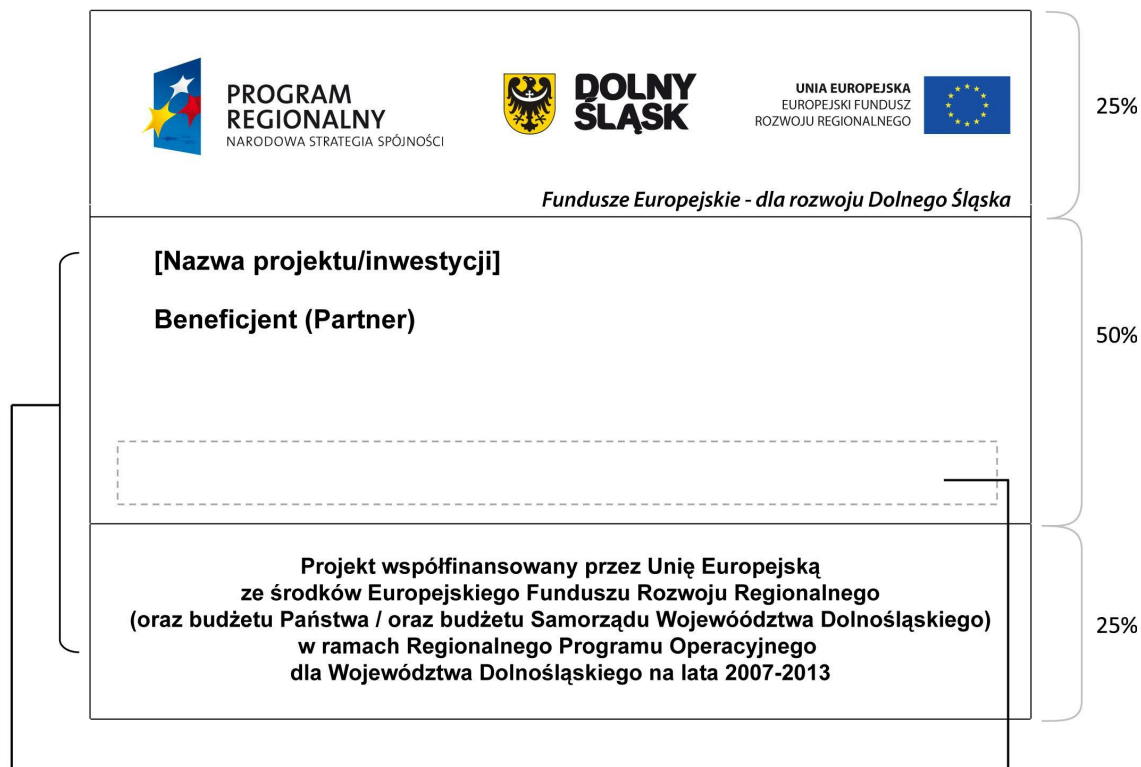 PROGRAM
REGIONALNY
NARODOWA STRATEGIA SPÓJNOŚCI
DOLNY
ŚLĄSK
UNIA EUROPEJSKA
EUROPEJSKI FUNDUSZ
ROZWOJU REGIONALNEGO
25%
Fundusze Europejskie - dla rozwoju Dolnego Śląska
[Nazwa projektu/inwestycji]
Beneficjent (Partner)
50%
Projekt współfinansowany przez Unię Europejską
ze środków Europejskiego Funduszu Rozwoju Regionalnego
(oraz budżetu Państwa / oraz budżetu Samorządu Wojewóództwa Dolnośląskiego)
w ramach Regionalnego Programu Operacyjnego
dla Województwa Dolnośląskiego na lata 2007-2013
25%